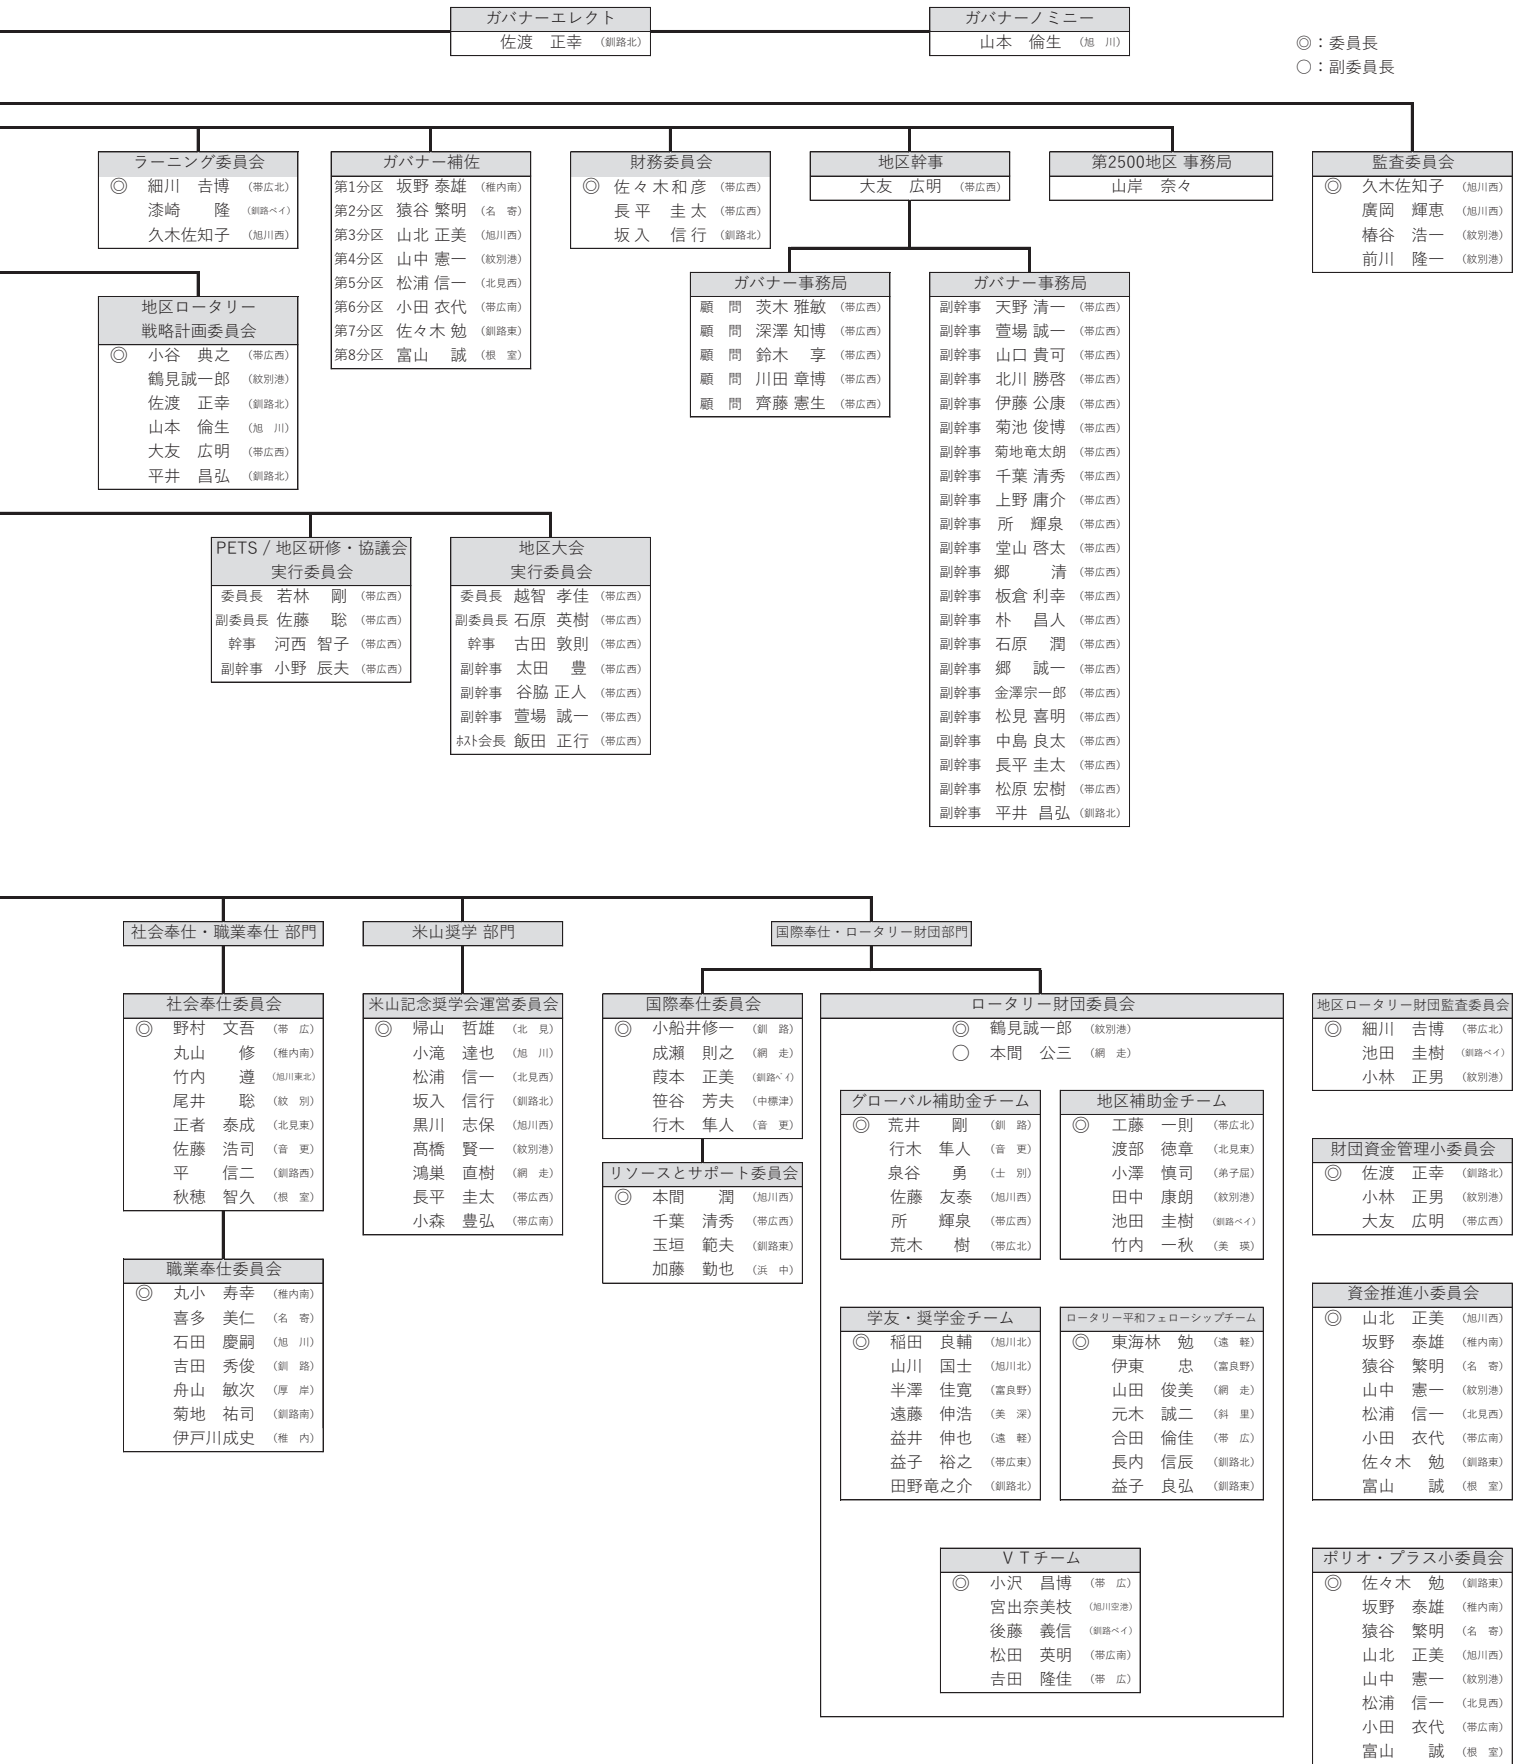 ガバナーエレクト
佐渡　正幸 （釧路北）
ガバナーノミニー
山本　倫生 （旭　川）
◎：委員長
○：副委員長
ラーニング委員会
◎ 細川　𠮷博 （帯広北）
漆崎　　隆 （釧路ベイ）
久木佐知子 （旭川西）
ガバナー補佐
第1分区 坂野 泰雄 （稚内南）
第2分区 猿谷 繁明 （名　寄）
第3分区 山北 正美 （旭川西）
第4分区 山中 憲一 （紋別港）
第5分区 松浦 信一 （北見西）
第6分区 小田 衣代 （帯広南）
第7分区 佐々木 勉 （釧路東）
第8分区 富山　 誠 （根　室）
財務委員会
◎ 佐々木和彦 （帯広西）
長平　圭太 （帯広西）
坂入　信行 （釧路北）
地区幹事
大友　広明 （帯広西）
第2500地区 事務局
山岸　奈々
監査委員会
◎ 久木佐知子 （旭川西）
廣岡　輝恵 （旭川西）
椿谷　浩一 （紋別港）
前川　隆一 （紋別港）
地区ロータリー
戦略計画委員会
◎ 小谷　典之 （帯広西）
鶴見誠一郎 （紋別港）
佐渡　正幸 （釧路北）
山本　倫生 （旭　川）
大友　広明 （帯広西）
平井　昌弘 （釧路北）
ガバナー事務局
顧　問 茨木 雅敏 （帯広西）
顧　問 深澤 知博 （帯広西）
顧　問 鈴木　 享 （帯広西）
顧　問 川田 章博 （帯広西）
顧　問 齊藤 憲生 （帯広西）
ガバナー事務局
副幹事 天野 清一 （帯広西）
副幹事 萱場 誠一 （帯広西）
副幹事 山口 貴可 （帯広西）
副幹事 北川 勝啓 （帯広西）
副幹事 伊藤 公康 （帯広西）
副幹事 菊池 俊博 （帯広西）
副幹事 菊地竜太朗 （帯広西）
副幹事 千葉 清秀 （帯広西）
副幹事 上野 庸介 （帯広西）
副幹事 所　 輝泉 （帯広西）
副幹事 堂山 啓太 （帯広西）
副幹事 郷　　 清 （帯広西）
副幹事 板倉 利幸 （帯広西）
副幹事 朴　 昌人 （帯広西）
副幹事 石原　 潤 （帯広西）
副幹事 郷　 誠一 （帯広西）
副幹事 金澤宗一郎 （帯広西）
副幹事 松見 喜明 （帯広西）
副幹事 中島 良太 （帯広西）
副幹事 長平 圭太 （帯広西）
副幹事 松原 宏樹 （帯広西）
副幹事 平井 昌弘 （釧路北）
PETS / 地区研修・協議会
実行委員会
委員長 若林　 剛 （帯広西）
副委員長 佐藤　 聡 （帯広西）
幹事 河西 智子 （帯広西）
副幹事 小野 辰夫 （帯広西）
地区大会
実行委員会
委員長 越智 孝佳 （帯広西）
副委員長 石原 英樹 （帯広西）
幹事 古田 敦則 （帯広西）
副幹事 太田　 豊 （帯広西）
副幹事 谷脇 正人 （帯広西）
副幹事 萱場 誠一 （帯広西）
ﾎｽﾄ会長 飯田 正行 （帯広西）
社会奉仕・職業奉仕 部門
米山奨学 部門
国際奉仕・ロータリー財団部門
社会奉仕委員会
◎ 野村　文吾 （帯　広）
丸山　　修 （稚内南）
竹内　　遵 （旭川東北）
尾井　　聡 （紋　別）
正者　泰成 （北見東）
佐藤　浩司 （音　更）
平　　信二 （釧路西）
秋穂　智久 （根　室）
職業奉仕委員会
◎ 丸小　寿幸 （稚内南）
喜多　美仁 （名　寄）
石田　慶嗣 （旭　川）
吉田　秀俊 （釧　路）
舟山　敏次 （厚　岸）
菊地　祐司 （釧路南）
伊戸川成史 （稚　内）
米山記念奨学会運営委員会
◎ 帰山　哲雄 （北　見）
小滝　達也 （旭　川）
松浦　信一 （北見西）
坂入　信行 （釧路北）
黒川　志保 （旭川西）
髙橋　賢一 （紋別港）
鴻巣　直樹 （網　走）
長平　圭太 （帯広西）
小森　豊弘 （帯広南）
国際奉仕委員会
◎ 小船井修一 （釧　路）
成瀬　則之 （網　走）
葭本　正美 （釧路ﾍﾞｲ）
笹谷　芳夫 （中標津）
行木　隼人 （音　更）
リソースとサポート委員会
◎ 本間　　潤 （旭川西）
千葉　清秀 （帯広西）
玉垣　範夫 （釧路東）
加藤　勤也 （浜　中）
ロータリー財団委員会
◎ 鶴見誠一郎 （紋別港）
○ 本間　公三 （網　走）
グローバル補助金チーム
◎ 荒井　　剛 （釧　路）
行木　隼人 （音　更）
泉谷　　勇 （士　別）
佐藤　友泰 （旭川西）
所　　輝泉 （帯広西）
荒木　　樹 （帯広北）
地区補助金チーム
◎ 工藤　一則 （帯広北）
渡部　徳章 （北見東）
小澤　慎司 （弟子屈）
田中　康朗 （紋別港）
池田　圭樹 （釧路ベイ）
竹内　一秋 （美　瑛）
学友・奨学金チーム
◎ 稲田　良輔 （旭川北）
山川　国士 （旭川北）
半澤　佳寛 （富良野）
遠藤　伸浩 （美　深）
益井　伸也 （遠　軽）
益子　裕之 （帯広東）
田野竜之介 （釧路北）
ロータリー平和フェローシップチーム
◎ 東海林　勉 （遠　軽）
伊東　　忠 （富良野）
山田　俊美 （網　走）
元木　誠二 （斜　里）
合田　倫佳 （帯　広）
長内　信辰 （釧路北）
益子　良弘 （釧路東）
ＶＴチーム
◎ 小沢　昌博 （帯　広）
宮出奈美枝 （旭川空港）
後藤　義信 （釧路ベイ）
松田　英明 （帯広南）
𠮷田　隆佳 （帯　広）
地区ロータリー財団監査委員会
◎ 細川　𠮷博 （帯広北）
池田　圭樹 （釧路ベイ）
小林　正男 （紋別港）
財団資金管理小委員会
◎ 佐渡　正幸 （釧路北）
小林　正男 （紋別港）
大友　広明 （帯広西）
資金推進小委員会
◎ 山北　正美 （旭川西）
坂野　泰雄 （稚内南）
猿谷　繁明 （名　寄）
山中　憲一 （紋別港）
松浦　信一 （北見西）
小田　衣代 （帯広南）
佐々木　勉 （釧路東）
富山　　誠 （根　室）
ポリオ・プラス小委員会
◎ 佐々木　勉 （釧路東）
坂野　泰雄 （稚内南）
猿谷　繁明 （名　寄）
山北　正美 （旭川西）
山中　憲一 （紋別港）
松浦　信一 （北見西）
小田　衣代 （帯広南）
富山　　誠 （根　室）